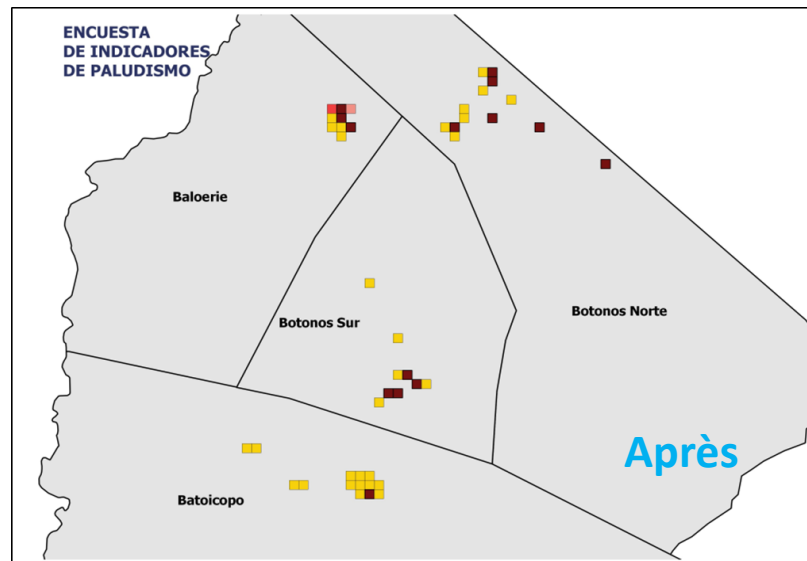 ENCUESTA
DE INDICADORES
DE PALUDISMO
Baloerie
Botonos Sur
Botonos Norte
Batoicopo
Après